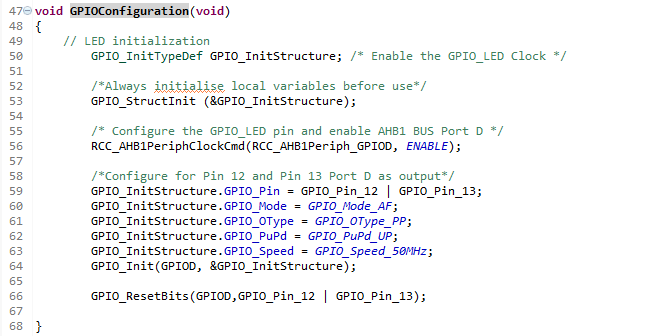 47 void GPIOConfiguration(void)
48 {
49 // LED initialization
50 GPIO_InitTypeDef GPIO_InitStructure; /* Enable the GPIO_LED Clock */
51
52 /*Always initialise local variables before use*/
53 GPIO_StructInit (&GPIO_InitStructure);
54
55 /* Configure the GPIO_LED pin and enable AHB1 BUS Port D */
56 RCC_AHB1PeriphClockCmd(RCC_AHB1Periph_GPIOD, ENABLE);
57
58 /*Configure for Pin 12 and Pin 13 Port D as output*/
59 GPIO_InitStructure.GPIO_Pin = GPIO_Pin_12 | GPIO_Pin_13;
60 GPIO_InitStructure.GPIO_Mode = GPIO_Mode_AF;
61 GPIO_InitStructure.GPIO_OType = GPIO_OType_PP;
62 GPIO_InitStructure.GPIO_PuPd = GPIO_PuPd_UP;
63 GPIO_InitStructure.GPIO_Speed = GPIO_Speed_50MHz;
64 GPIO_Init(GPIOD, &GPIO_InitStructure);
65
66 GPIO_ResetBits(GPIOD,GPIO_Pin_12 | GPIO_Pin_13);
67
68 }